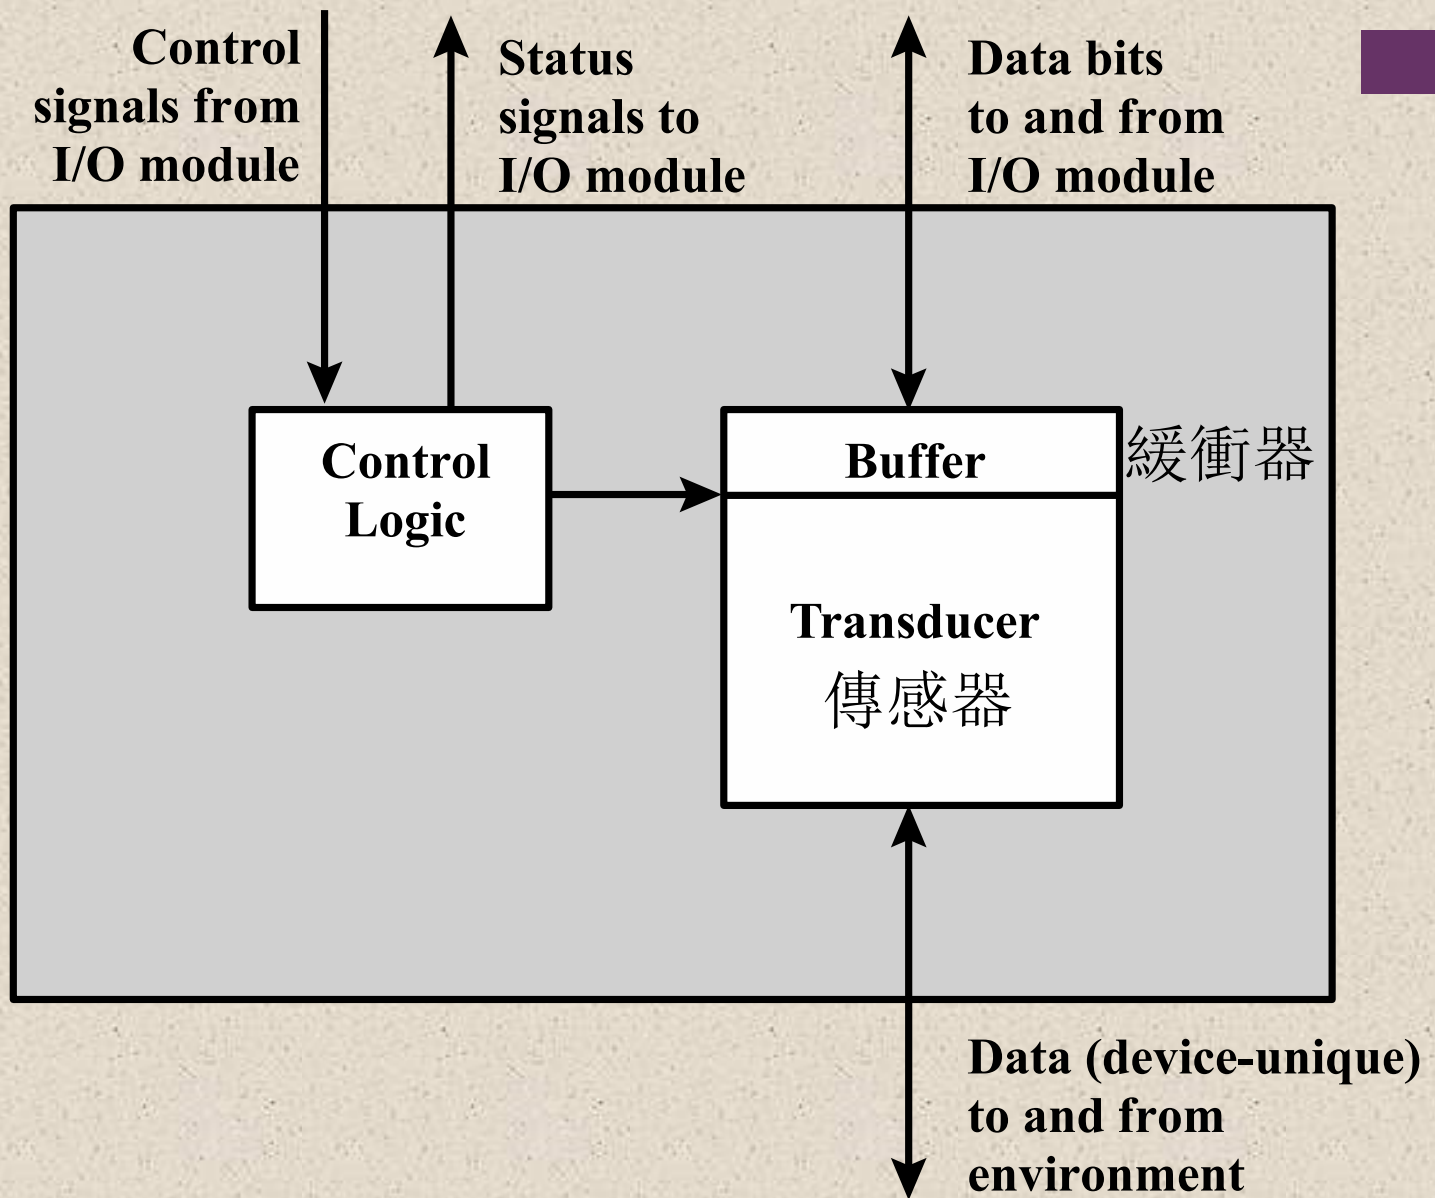 Control
signals from
I/O module
Status
signals to
I/O module
Data bits
to and from
I/O module
Control
Logic
Buffer
緩衝器
Transducer
傳感器
Data (device-unique)
to and from
environment